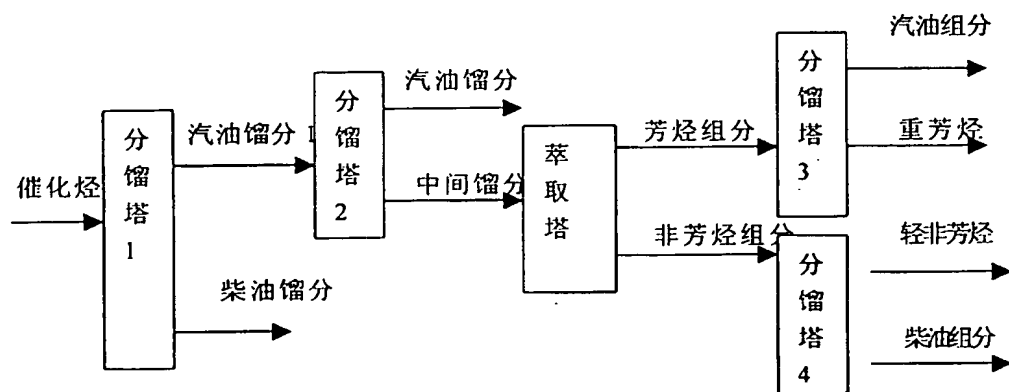 催化烃
分馏塔1
汽油馏分
柴油馏分
分馏塔2
汽油馏分
中间馏分
萃取塔
芳烃组分
非芳烃组分
分馏塔3
汽油组分
重芳烃
分馏塔4
轻非芳烃
柴油组分